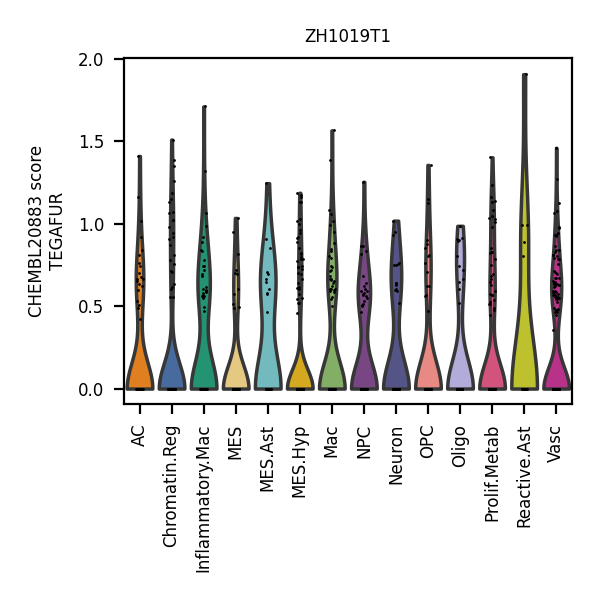 ZH1019T1
CHEMBL20883 score
TEGAFUR
2.0
1.5
1.0
0.5
0.0
AC
Chromatin.Reg
Inflammatory.Mac
MES
MES.Ast
MES.Hyp
Mac
NPC
Neuron
OPC
Oligo
Prolif.Metab
Reactive.Ast
Vasc